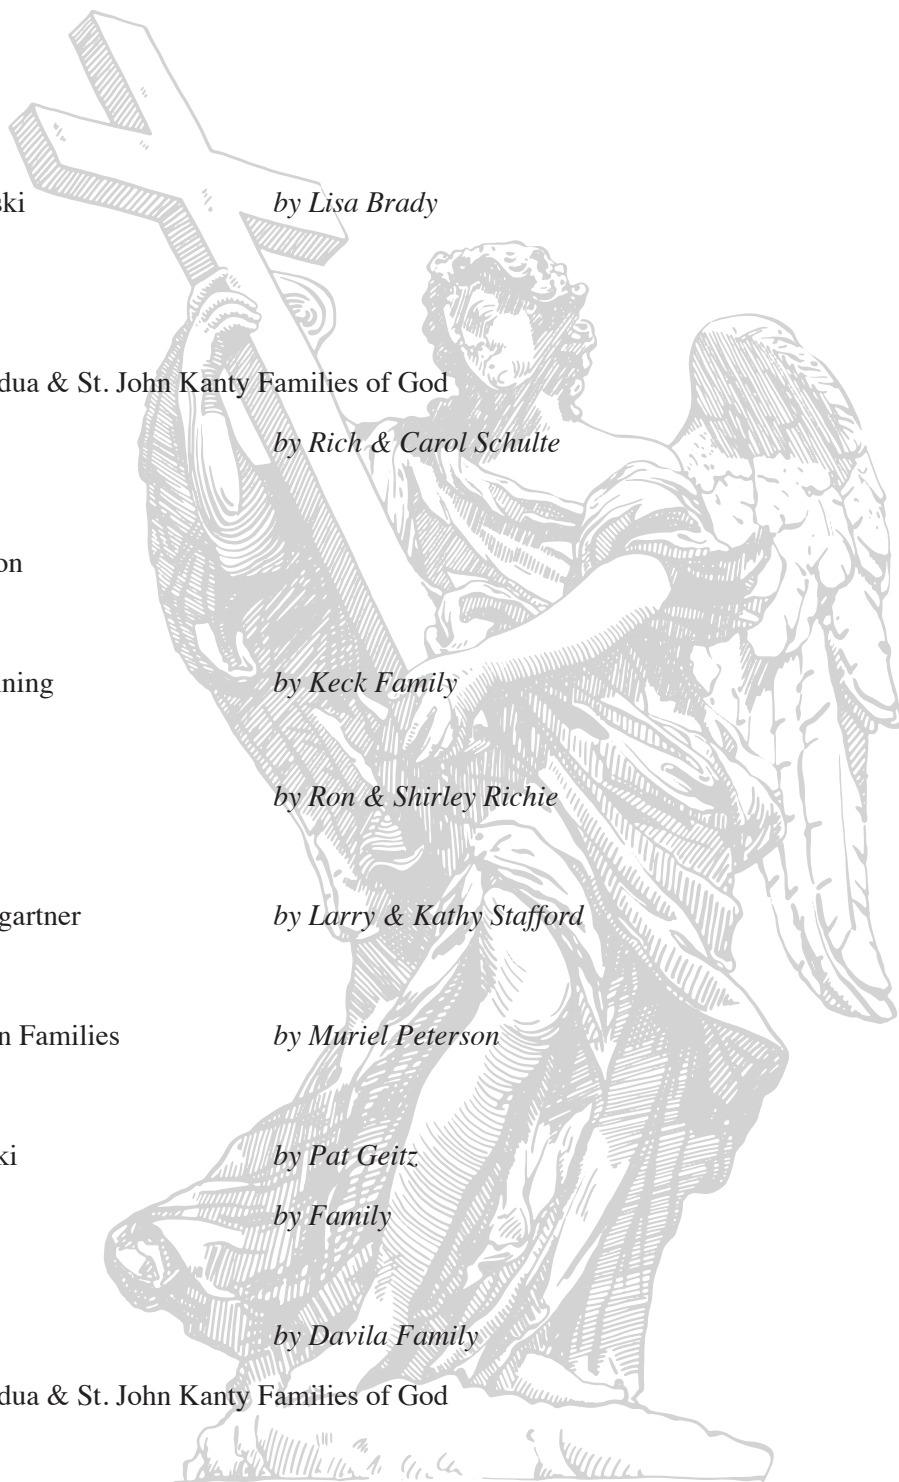 ski by Lisa Brady
dua & St. John Kanty Families of God
by Rich & Carol Schulte
on
ning by Keck Family
by Ron & Shirley Richie
gartner by Larry & Kathy Stafford
n Families by Muriel Peterson
ki by Pat Geitz
by Family
by Davila Family
dua & St. John Kanty Families of God